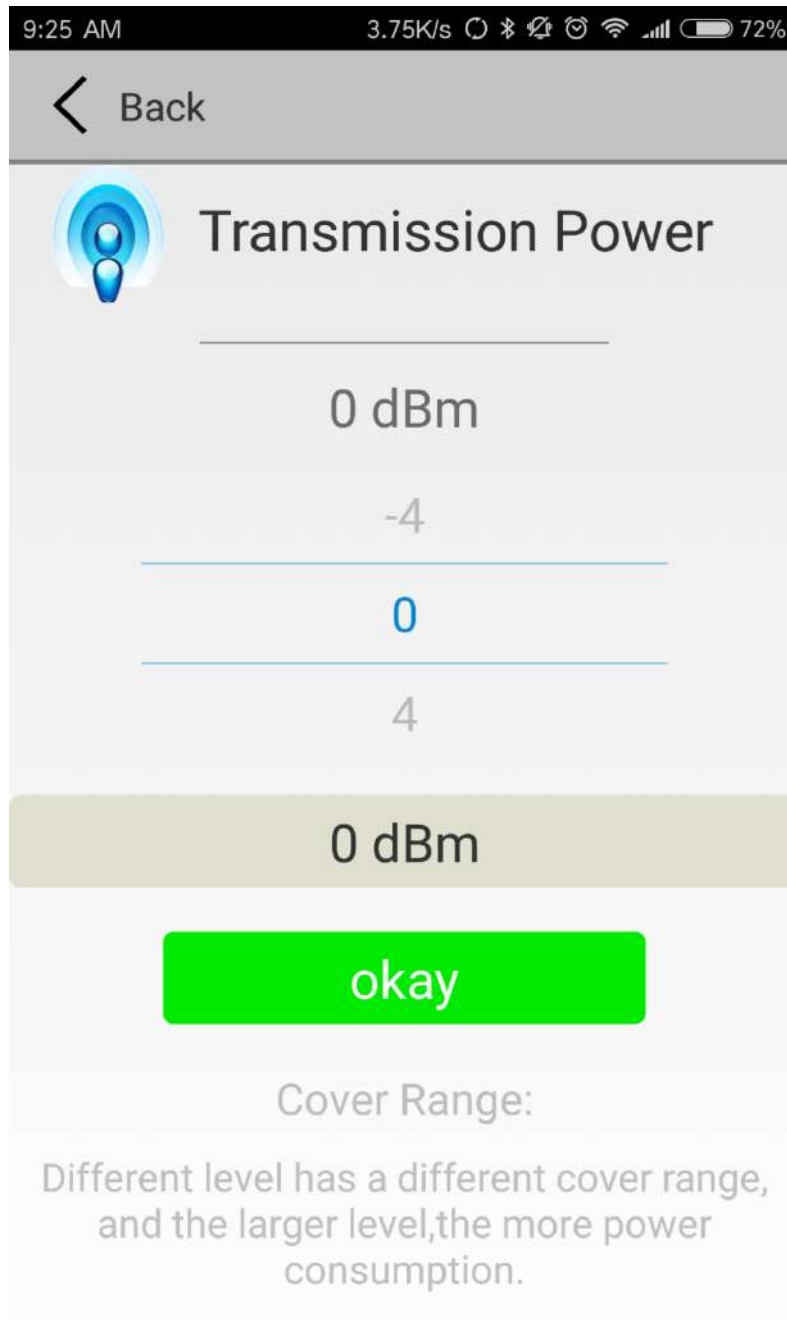 9:25 AM 3.75K/s 72%
Back
Transmission Power
0 dBm
-4
0
4
0 dBm
okay
Cover Range:
Different level has a different cover range,
and the larger level,the more power
consumption.